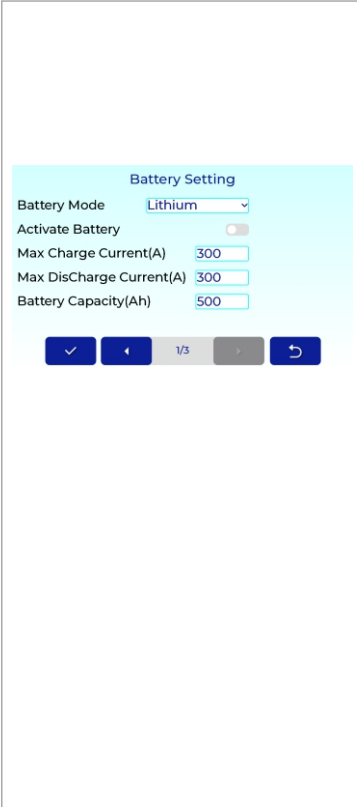 Battery Setting
Battery Mode Lithium
Activate Battery
Max Charge Current(A) 300
Max DisCharge Current(A) 300
Battery Capacity(Ah) 500
1/3